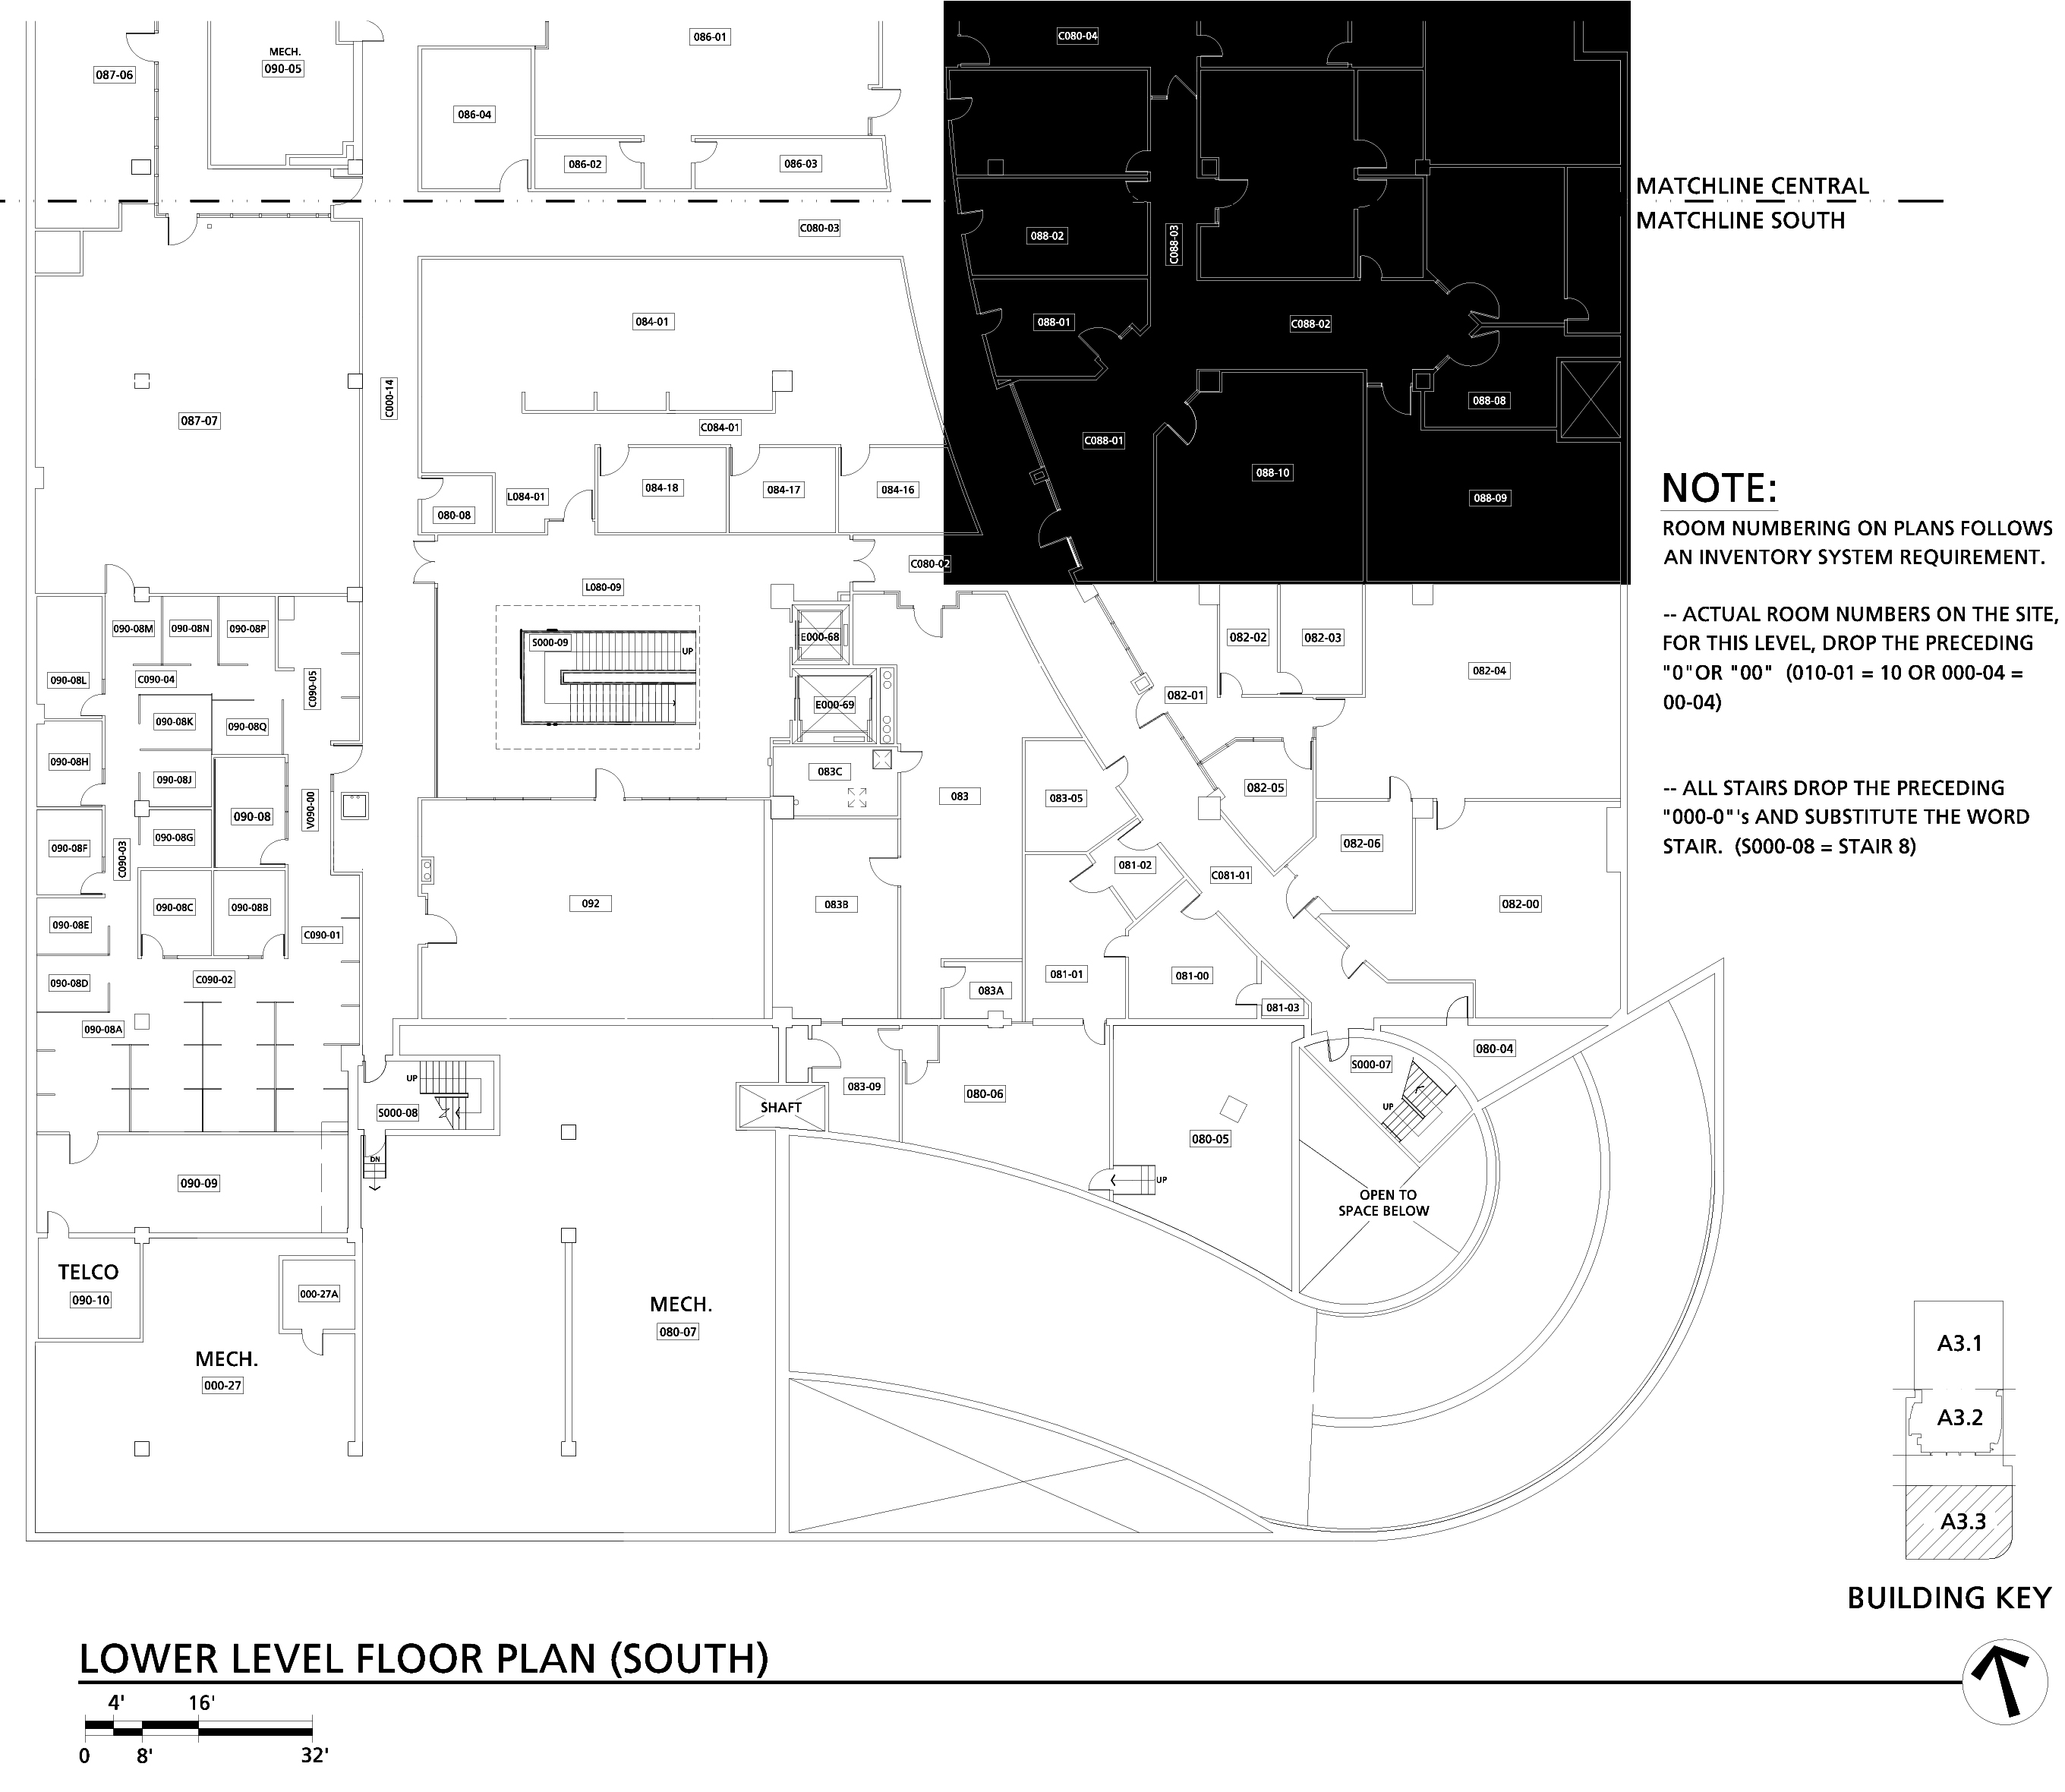 C080-04
086-01
MECH.
090-05
087-06
086-04
086-02
086-03
MATCHLINE CENTRAL
MATCHLINE SOUTH
C080-03
088-02
C088-03
084-01
088-01
C088-02
C000-14
087-07
C084-01
088-08
C088-01
088-10
088-09
084-18
084-17
084-16
L084-01
080-08
NOTE:
ROOM NUMBERING ON PLANS FOLLOWS
AN INVENTORY SYSTEM REQUIREMENT.
-- ACTUAL ROOM NUMBERS ON THE SITE,
FOR THIS LEVEL, DROP THE PRECEDING
"0"OR "00" (010-01 = 10 OR 000-04 =
00-04)
-- ALL STAIRS DROP THE PRECEDING
"000-0"'s AND SUBSTITUTE THE WORD
STAIR. (S000-08 = STAIR 8)
C080-02
L080-09
090-08M
090-08N
090-08P
S000-09
UP
E000-68
082-02
082-03
082-04
090-08L
C090-04
C090-05
082-01
E000-69
090-08K
090-08Q
090-08H
090-08J
083C
083
083-05
082-05
090-08
V090-00
090-08G
090-08F
C090-03
082-06
081-02
C081-01
090-08C
090-08B
092
083B
082-00
090-08E
C090-01
C090-02
090-08D
081-01
081-00
083A
081-03
090-08A
080-04
S000-07
UP
083-09
080-06
SHAFT
S000-08
UP
080-05
DN
090-09
UP
OPEN TO
SPACE BELOW
TELCO
090-10
000-27A
MECH.
080-07
MECH.
000-27
A3.1
A3.2
A3.3
BUILDING KEY
LOWER LEVEL FLOOR PLAN (SOUTH)
4' 16'
0 8' 32'